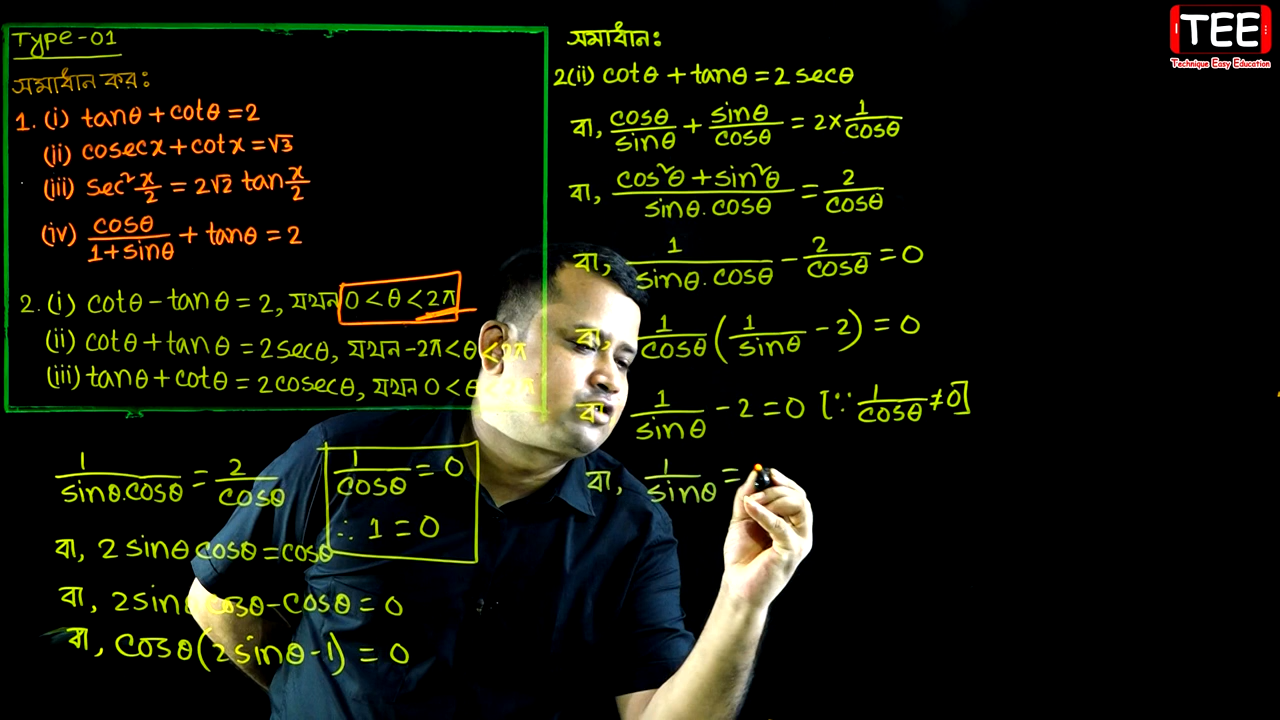 Type-01
সমাধান কর:
1. (i) tanθ + cotθ = 2
(ii) cosecx + cotx = √3
(iii) sec²x/2 = 2√2 tan x/2
(iv) cosθ/(1+sinθ) + tanθ = 2
2. (i) cotθ - tanθ = 2, যখন 0 < θ < 2π
(ii) cotθ + tanθ = 2secθ, যখন -2π < θ < 2π
(iii) tanθ + cotθ = 2cosecθ, যখন 0 < θ < 2π
1/(sinθ.cosθ) = 2/cosθ
বা, 2 sinθ cosθ = cosθ
বা, 2sinθ cosθ - cosθ = 0
বা, cosθ(2sinθ - 1) = 0
1/cosθ = 0
∴ 1 = 0
সমাধান:
2(ii) cotθ + tanθ = 2 secθ
বা, cosθ/sinθ + sinθ/cosθ = 2 × 1/cosθ
বা, (cos²θ + sin²θ)/(sinθ.cosθ) = 2/cosθ
বা, 1/(sinθ.cosθ) - 2/cosθ = 0
বা, 1/cosθ (1/sinθ - 2) = 0
বা, 1/sinθ - 2 = 0 [∵ 1/cosθ ≠ 0]
বা, 1/sinθ =
TEE
Technique Easy Education